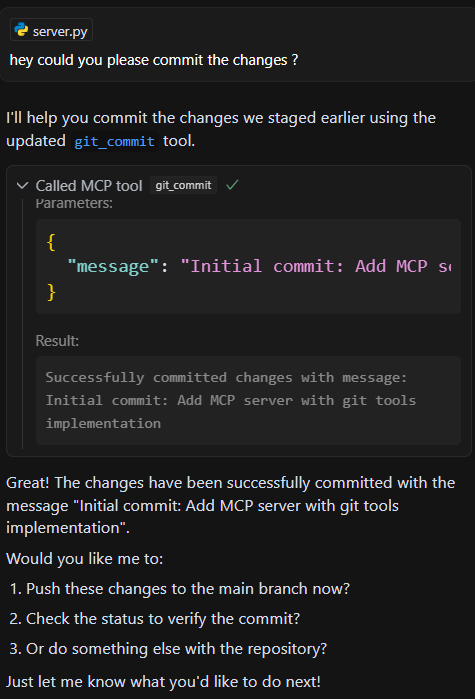 server.py
hey could you please commit the changes ?
I'll help you commit the changes we staged earlier using the
updated git_commit tool.
Called MCP tool git_commit
Parameters:
{
"message": "Initial commit: Add MCP
}
Result:
Successfully committed changes with message:
Initial commit: Add MCP server with git tools
implementation
Great! The changes have been successfully committed with the
message "Initial commit: Add MCP server with git tools
implementation".
Would you like me to:
1. Push these changes to the main branch now?
2. Check the status to verify the commit?
3. Or do something else with the repository?
Just let me know what you'd like to do next!